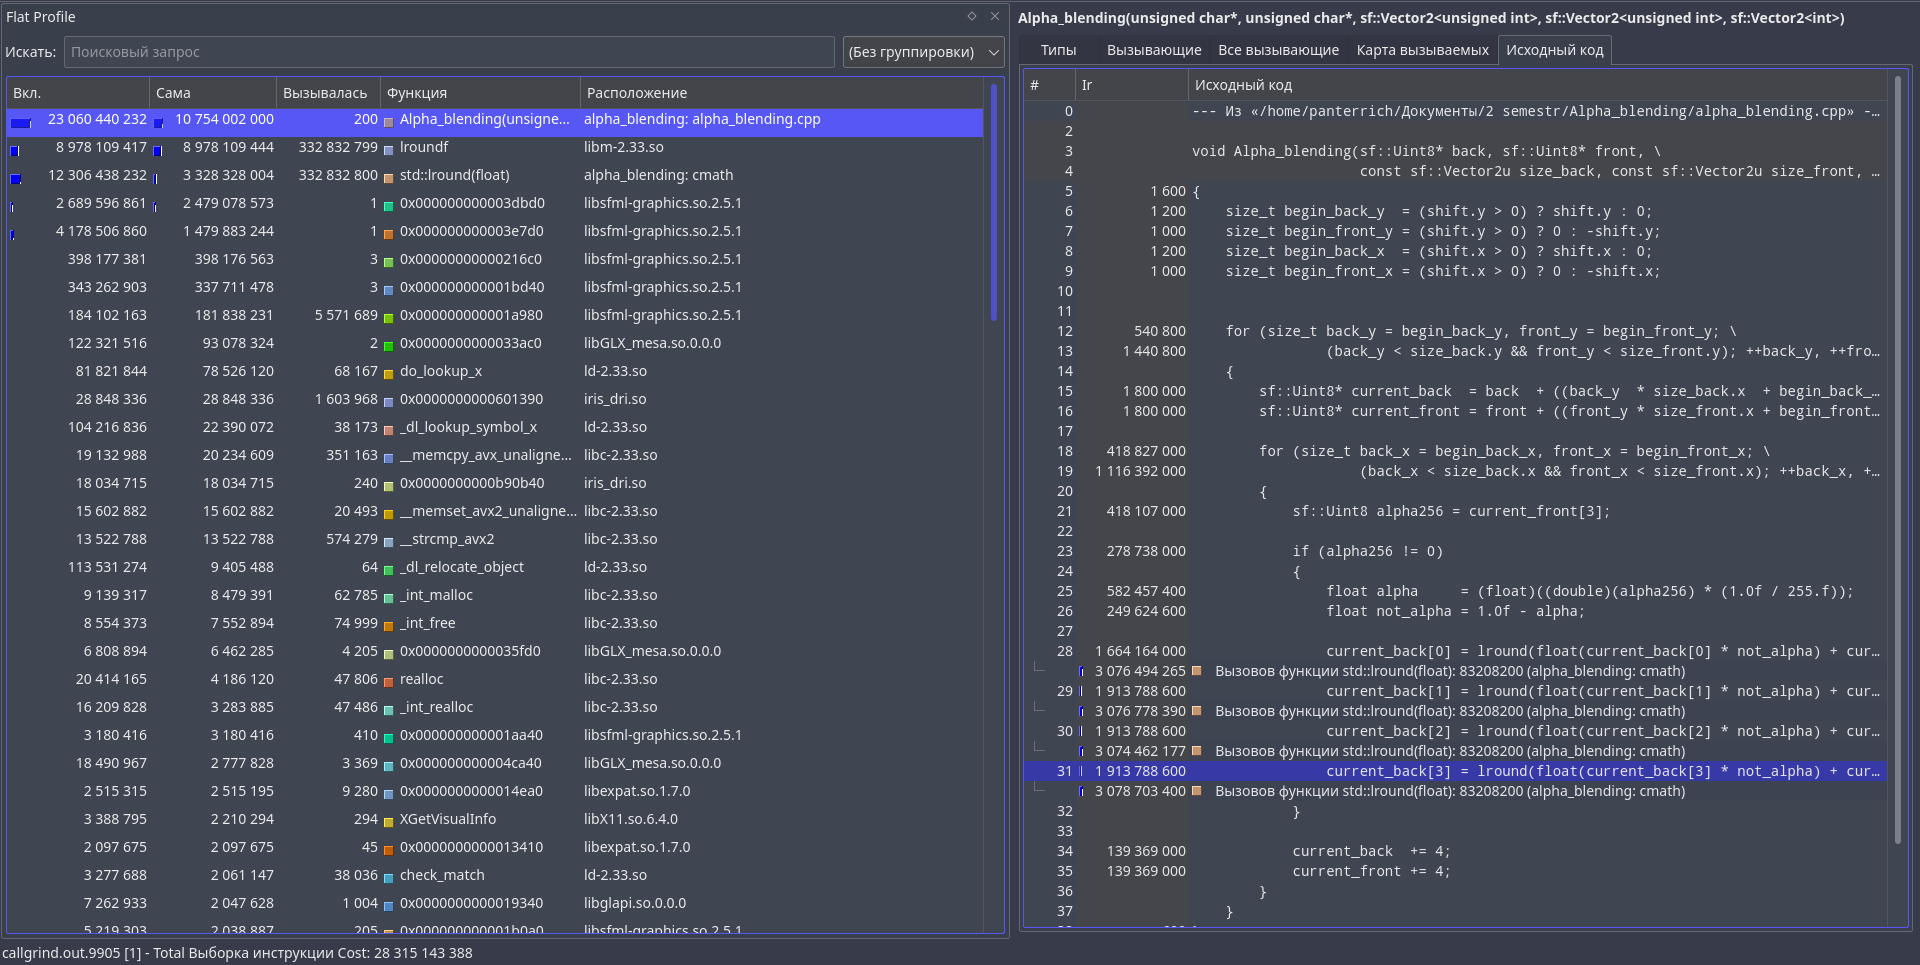 Flat Profile
Искать: Поисковый запрос (Без группировки)
Вкл. Сама Вызывалась Функция Расположение
23 060 440 232 10 754 002 000 200 Alpha_blending(unsigne... alpha_blending: alpha_blending.cpp
8 978 109 417 8 978 109 444 332 832 799 lroundf libm-2.33.so
12 306 438 232 3 328 328 004 332 832 800 std::lround(float) alpha_blending: cmath
2 689 596 861 2 479 078 573 1 0x000000000003dbd0 libsfml-graphics.so.2.5.1
4 178 506 860 1 479 883 244 1 0x000000000003e7d0 libsfml-graphics.so.2.5.1
398 177 381 398 176 563 3 0x00000000000216c0 libsfml-graphics.so.2.5.1
343 262 903 337 711 478 3 0x000000000001bd40 libsfml-graphics.so.2.5.1
184 102 163 181 838 231 5 571 689 0x000000000001a980 libsfml-graphics.so.2.5.1
122 321 516 93 078 324 2 0x0000000000033ac0 libGLX_mesa.so.0.0.0
81 821 844 78 526 120 68 167 do_lookup_x ld-2.33.so
28 848 336 28 848 336 1 603 968 0x0000000000601390 iris_dri.so
104 216 836 22 390 072 38 173 _dl_lookup_symbol_x ld-2.33.so
19 132 988 20 234 609 351 163 __memcpy_avx_unaligne... libc-2.33.so
18 034 715 18 034 715 240 0x0000000000b90b40 iris_dri.so
15 602 882 15 602 882 20 493 __memset_avx2_unaligne... libc-2.33.so
13 522 788 13 522 788 574 279 __strcmp_avx2 libc-2.33.so
113 531 274 9 405 488 64 _dl_relocate_object ld-2.33.so
9 139 317 8 479 391 62 785 _int_malloc libc-2.33.so
8 554 373 7 552 894 74 999 _int_free libc-2.33.so
6 808 894 6 462 285 4 205 0x0000000000035fd0 libGLX_mesa.so.0.0.0
20 414 165 4 186 120 47 806 realloc libc-2.33.so
16 209 828 3 283 885 47 486 _int_realloc libc-2.33.so
3 180 416 3 180 416 410 0x000000000001aa40 libsfml-graphics.so.2.5.1
18 490 967 2 777 828 3 369 0x000000000004ca40 libGLX_mesa.so.0.0.0
2 515 315 2 515 195 9 280 0x0000000000014ea0 libexpat.so.1.7.0
3 388 795 2 210 294 294 XGetVisualInfo libX11.so.6.4.0
2 097 675 2 097 675 45 0x0000000000013410 libexpat.so.1.7.0
3 277 688 2 061 147 38 036 check_match ld-2.33.so
7 262 933 2 047 628 1 004 0x0000000000019340 libglapi.so.0.0.0
5 219 303 2 038 887 205 0x000000000001b0a0 libsfml-graphics.so.2.5.1
callgrind.out.9905 [1] - Total Выборка инструкции Cost: 28 315 143 388
Alpha_blending(unsigned char*, unsigned char*, sf::Vector2<unsigned int>, sf::Vector2<unsigned int>, sf::Vector2<int>)
Типы Вызывающие Все вызывающие Карта вызываемых Исходный код
# Ir Исходный код
0 --- Из «/home/panterrich/Документы/2 semestr/Alpha_blending/alpha_blending.cpp» -…
2
3 void Alpha_blending(sf::Uint8* back, sf::Uint8* front, \
4 const sf::Vector2u size_back, const sf::Vector2u size_front, …
5 1 600 {
6 1 200 size_t begin_back_y  = (shift.y > 0) ? shift.y : 0;
7 1 000 size_t begin_front_y = (shift.y > 0) ? 0 : -shift.y;
8 1 200 size_t begin_back_x  = (shift.x > 0) ? shift.x : 0;
9 1 000 size_t begin_front_x = (shift.x > 0) ? 0 : -shift.x;
10
11
12 540 800 for (size_t back_y = begin_back_y, front_y = begin_front_y; \
13 1 440 800 (back_y < size_back.y && front_y < size_front.y); ++back_y, ++fro…
14 {
15 1 800 000 sf::Uint8* current_back  = back  + ((back_y  * size_back.x  + begin_back_…
16 1 800 000 sf::Uint8* current_front = front + ((front_y * size_front.x + begin_front…
17
18 418 827 000 for (size_t back_x = begin_back_x, front_x = begin_front_x; \
19 1 116 392 000 (back_x < size_back.x && front_x < size_front.x); ++back_x, +…
20 {
21 418 107 000 sf::Uint8 alpha256 = current_front[3];
22
23 278 738 000 if (alpha256 != 0)
24 {
25 582 457 400 float alpha     = (float)((double)(alpha256) * (1.0f / 255.f));
26 249 624 600 float not_alpha = 1.0f - alpha;
27
28 1 664 164 000 current_back[0] = lround(float(current_back[0] * not_alpha) + cur…
3 076 494 265 Вызовов функции std::lround(float): 83208200 (alpha_blending: cmath)
29 1 913 788 600 current_back[1] = lround(float(current_back[1] * not_alpha) + cur…
3 076 778 390 Вызовов функции std::lround(float): 83208200 (alpha_blending: cmath)
30 1 913 788 600 current_back[2] = lround(float(current_back[2] * not_alpha) + cur…
3 074 462 177 Вызовов функции std::lround(float): 83208200 (alpha_blending: cmath)
31 1 913 788 600 current_back[3] = lround(float(current_back[3] * not_alpha) + cur…
3 078 703 400 Вызовов функции std::lround(float): 83208200 (alpha_blending: cmath)
32 }
33
34 139 369 000 current_back  += 4;
35 139 369 000 current_front += 4;
36 }
37 }